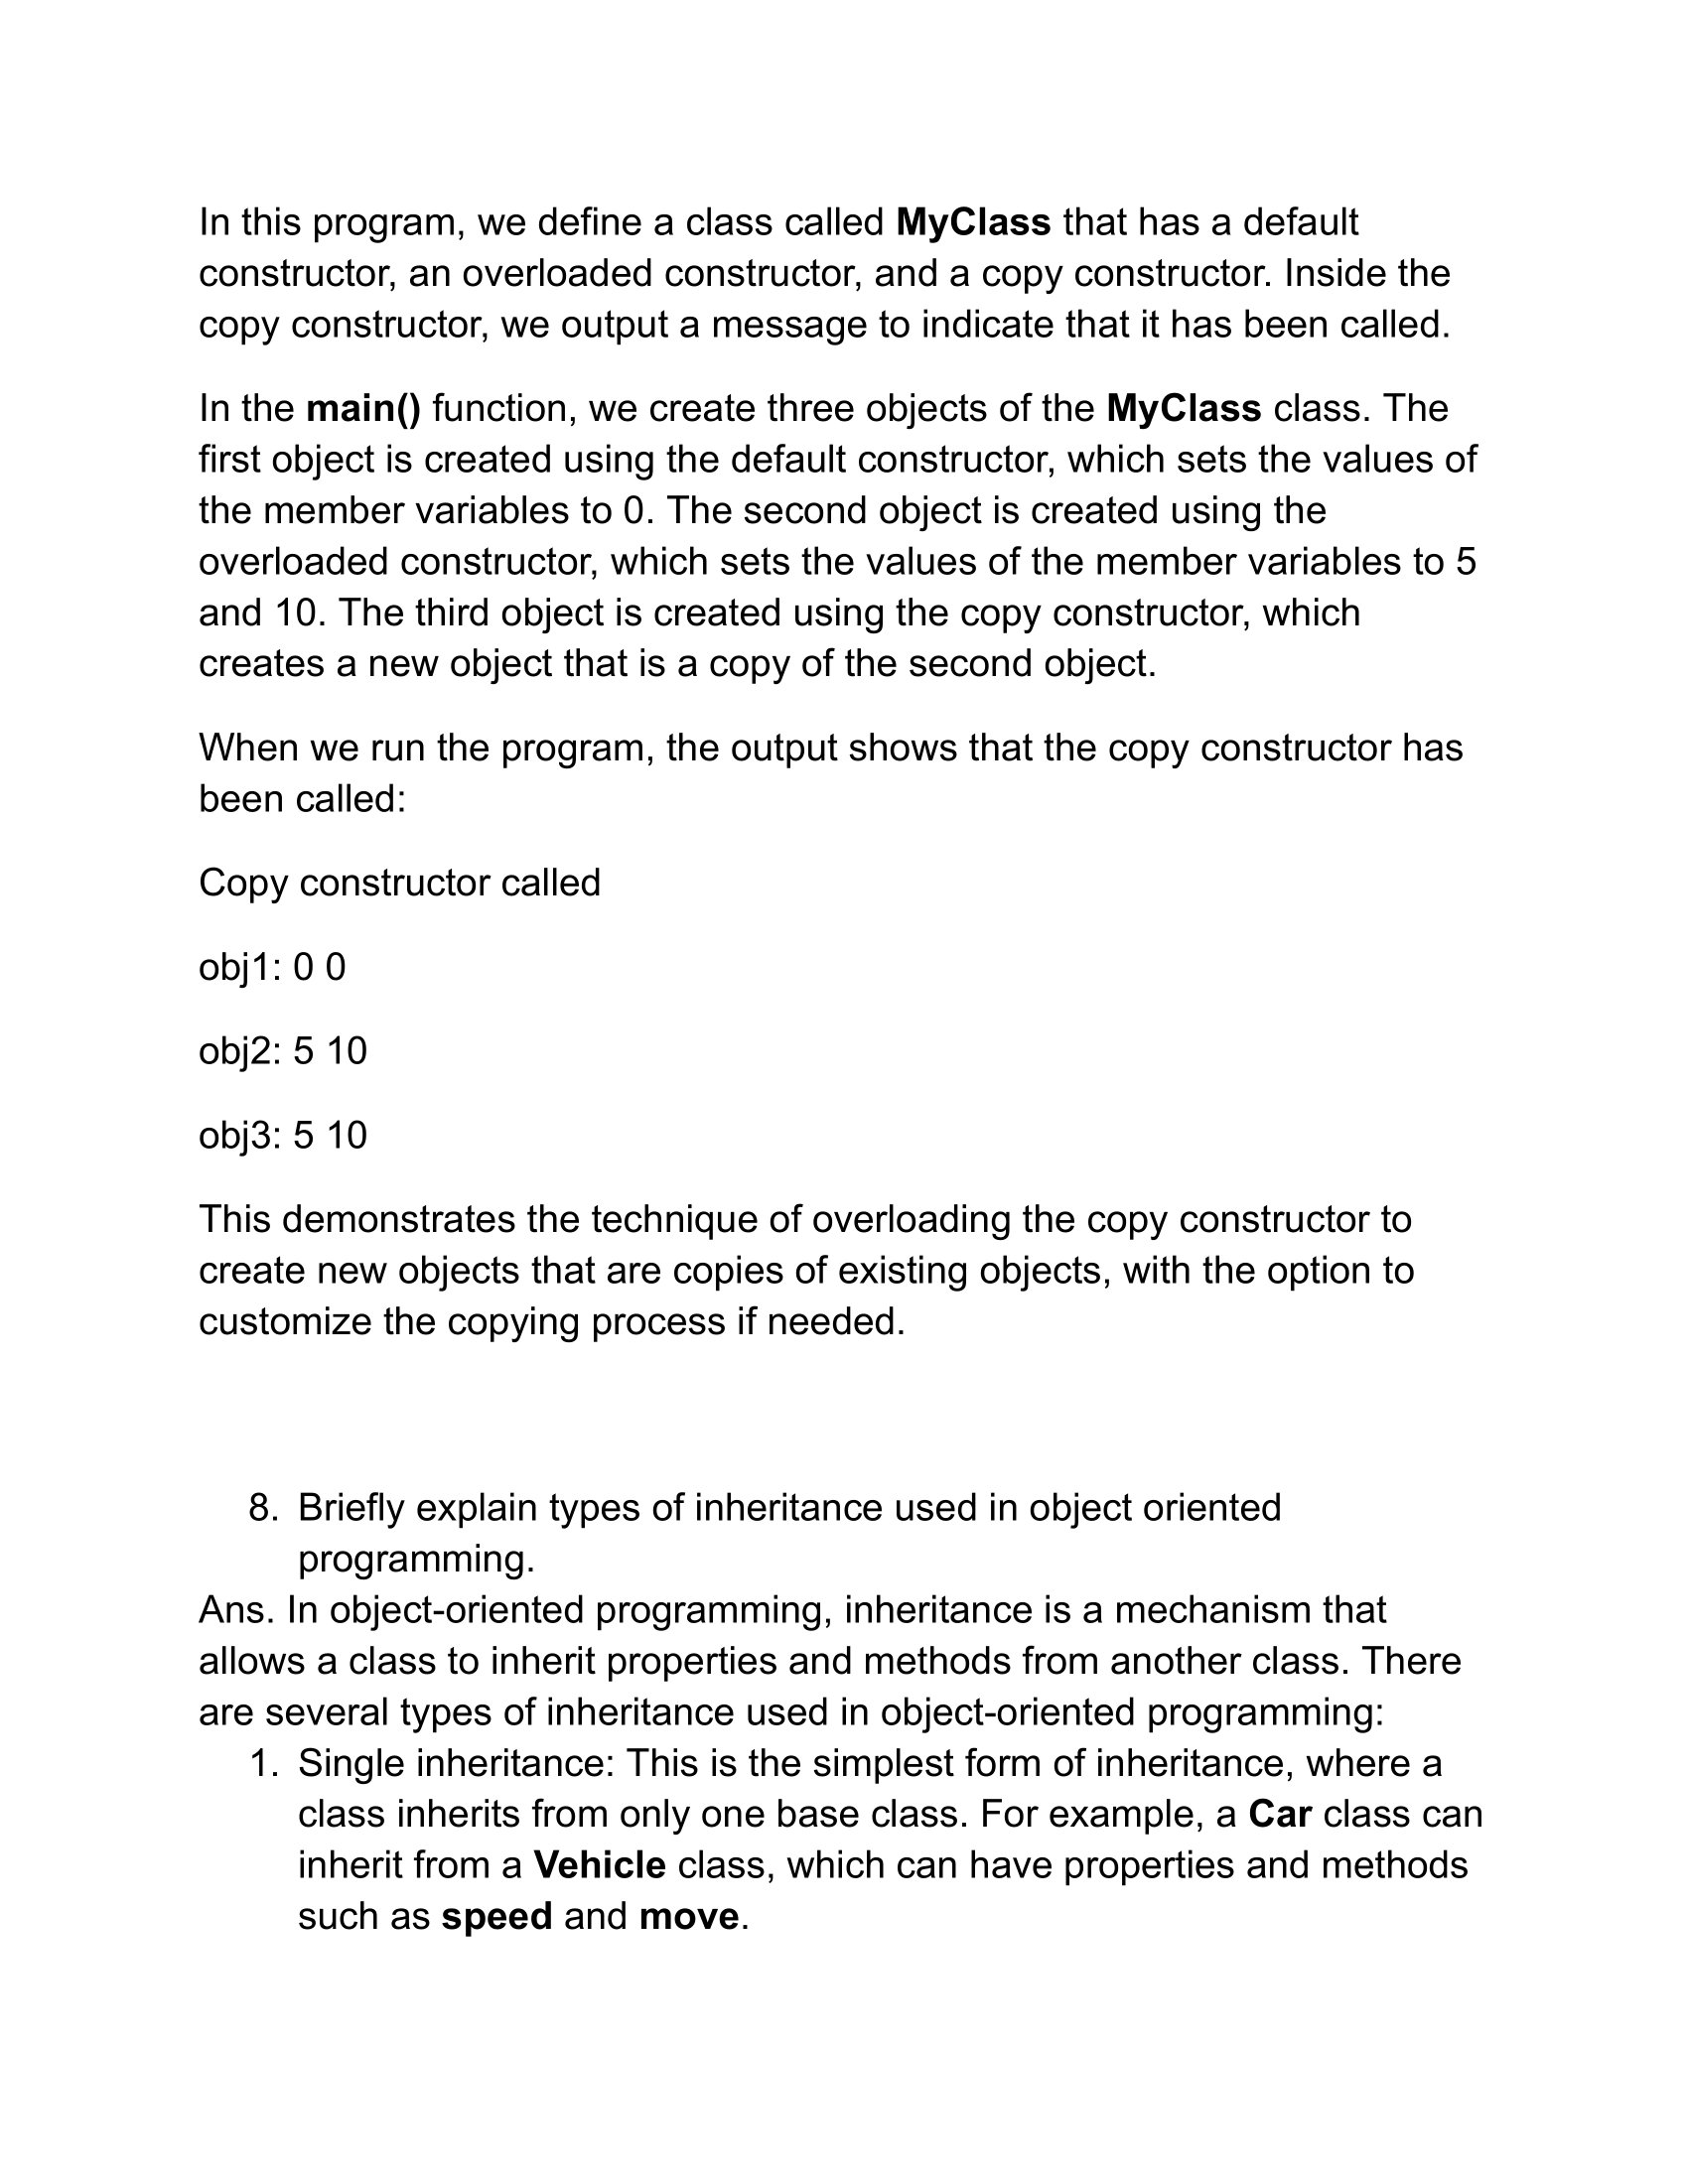 In this program, we define a class called MyClass that has a default
constructor, an overloaded constructor, and a copy constructor. Inside the
copy constructor, we output a message to indicate that it has been called.
In the main() function, we create three objects of the MyClass class. The
first object is created using the default constructor, which sets the values of
the member variables to 0. The second object is created using the
overloaded constructor, which sets the values of the member variables to 5
and 10. The third object is created using the copy constructor, which
creates a new object that is a copy of the second object.
When we run the program, the output shows that the copy constructor has
been called:
Copy constructor called
obj1: 0 0
obj2: 5 10
obj3: 5 10
This demonstrates the technique of overloading the copy constructor to
create new objects that are copies of existing objects, with the option to
customize the copying process if needed.
8. Briefly explain types of inheritance used in object oriented
programming.
Ans. In object-oriented programming, inheritance is a mechanism that
allows a class to inherit properties and methods from another class. There
are several types of inheritance used in object-oriented programming:
1. Single inheritance: This is the simplest form of inheritance, where a
class inherits from only one base class. For example, a Car class can
inherit from a Vehicle class, which can have properties and methods
such as speed and move.